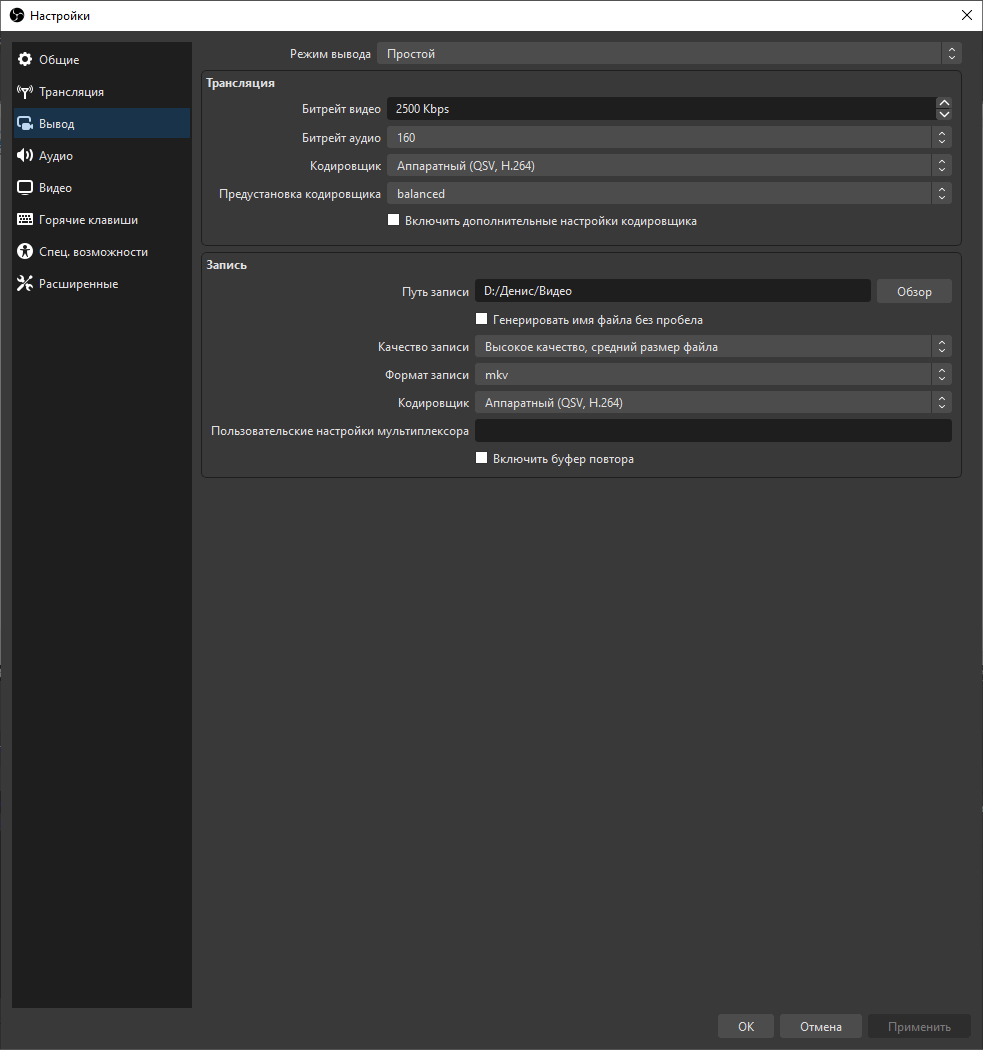 Настройки
Общие
Трансляция
Вывод
Аудио
Видео
Горячие клавиши
Спец. возможности
Расширенные
Режим вывода Простой
Трансляция
Битрейт видео 2500 Kbps
Битрейт аудио 160
Кодировщик Аппаратный (QSV, H.264)
Предустановка кодировщика balanced
Включить дополнительные настройки кодировщика
Запись
Путь записи D:/Денис/Видео Обзор
Генерировать имя файла без пробела
Качество записи Высокое качество, средний размер файла
Формат записи mkv
Кодировщик Аппаратный (QSV, H.264)
Пользовательские настройки мультиплексора
Включить буфер повтора
OK Отмена Применить